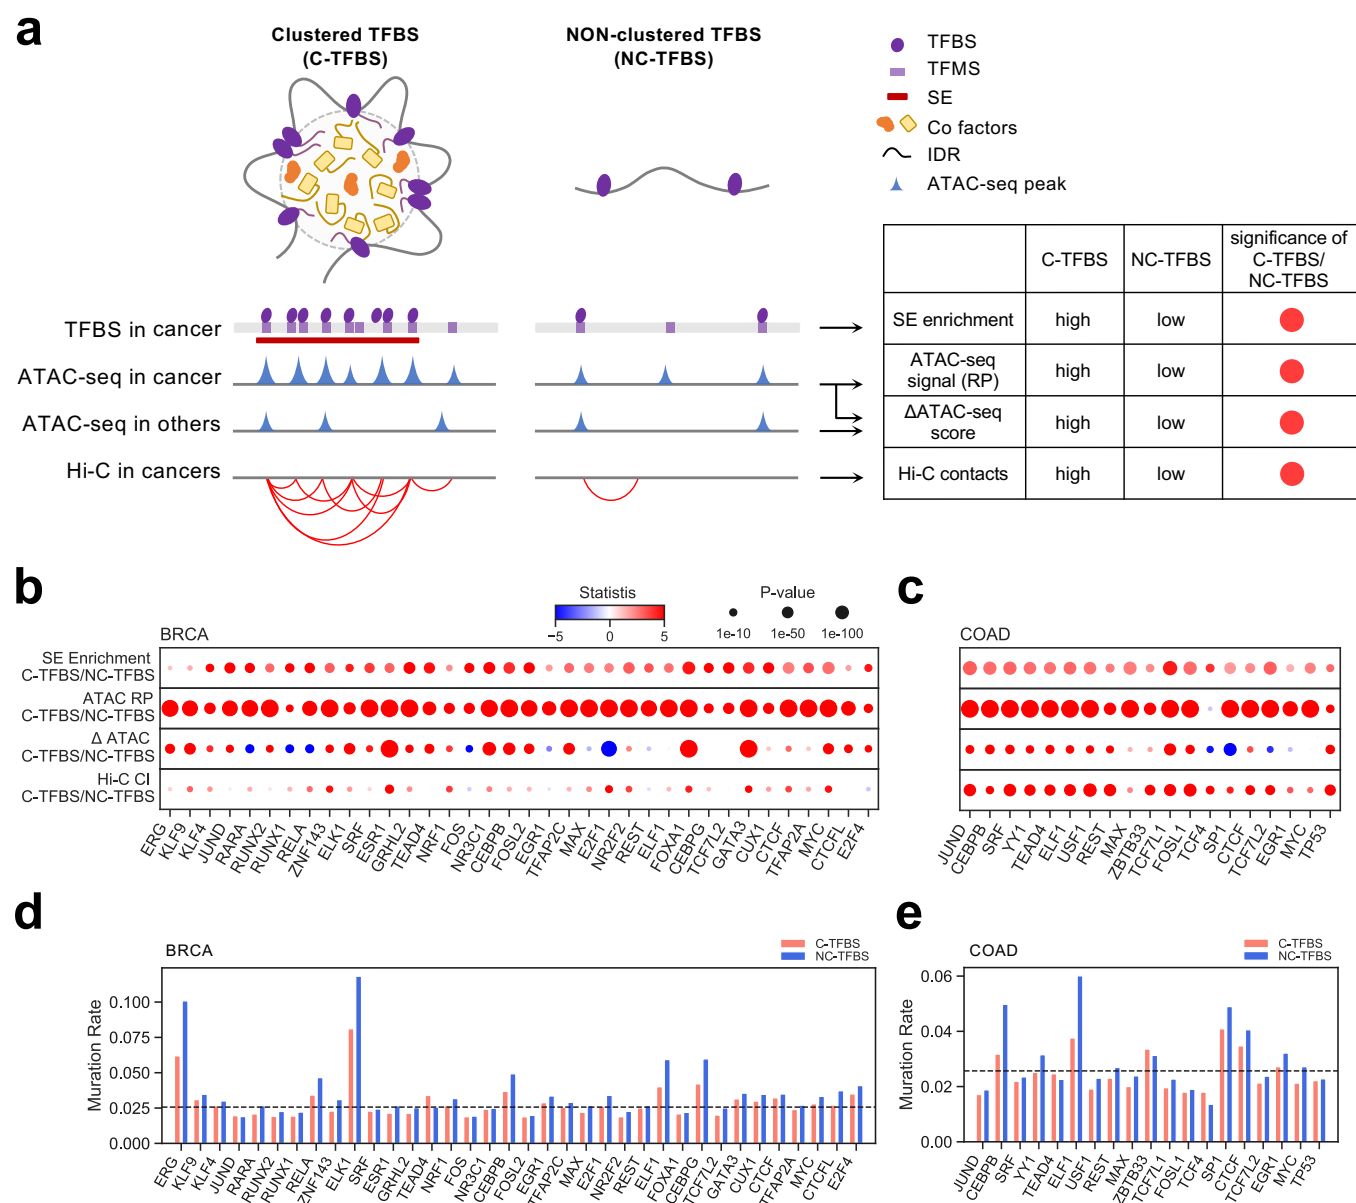 a
Clustered TFBS
(C-TFBS)
NON-clustered TFBS
(NC-TFBS)
TFBS
TFMS
SE
Co factors
IDR
ATAC-seq peak
C-TFBS
NC-TFBS
significance of
C-TFBS/
NC-TFBS
SE enrichment
high
low
ATAC-seq
signal (RP)
high
low
ΔATAC-seq
score
high
low
Hi-C contacts
high
low
TFBS in cancer
ATAC-seq in cancer
ATAC-seq in others
Hi-C in cancers
b
Statistis
−5
0
5
P-value
1e-10
1e-50
1e-100
BRCA
SE Enrichment
C-TFBS/NC-TFBS
ATAC RP
C-TFBS/NC-TFBS
Δ ATAC
C-TFBS/NC-TFBS
Hi-C CI
C-TFBS/NC-TFBS
ERG
KLF9
KLF4
JUND
RARA
RUNX2
RUNX1
RELA
ZNF143
ELK1
SRF
ESR1
GRHL2
TEAD4
NRF1
FOS
NR3C1
CEBPB
FOSL2
EGR1
TFAP2C
MAX
E2F1
NR2F2
REST
ELF1
FOXA1
CEBPG
TCF7L2
GATA3
CUX1
CTCF
TFAP2A
MYC
CTCFL
E2F4
c
COAD
JUND
CEBPB
SRF
YY1
TEAD4
ELF1
USF1
REST
MAX
ZBTB33
TCF7L1
FOSL1
TCF4
SP1
CTCF
TCF7L2
EGR1
MYC
TP53
d
BRCA
C-TFBS
NC-TFBS
Muration Rate
0.100
0.075
0.050
0.025
0.000
ERG
KLF9
KLF4
JUND
RARA
RUNX2
RUNX1
RELA
ZNF143
ELK1
SRF
ESR1
GRHL2
TEAD4
NRF1
FOS
NR3C1
CEBPB
FOSL2
EGR1
TFAP2C
MAX
E2F1
NR2F2
REST
ELF1
FOXA1
CEBPG
TCF7L2
GATA3
CUX1
CTCF
TFAP2A
MYC
CTCFL
E2F4
e
COAD
C-TFBS
NC-TFBS
Muration Rate
0.06
0.04
0.02
0.00
JUND
CEBPB
SRF
YY1
TEAD4
ELF1
USF1
REST
MAX
ZBTB33
TCF7L1
FOSL1
TCF4
SP1
CTCF
TCF7L2
EGR1
MYC
TP53